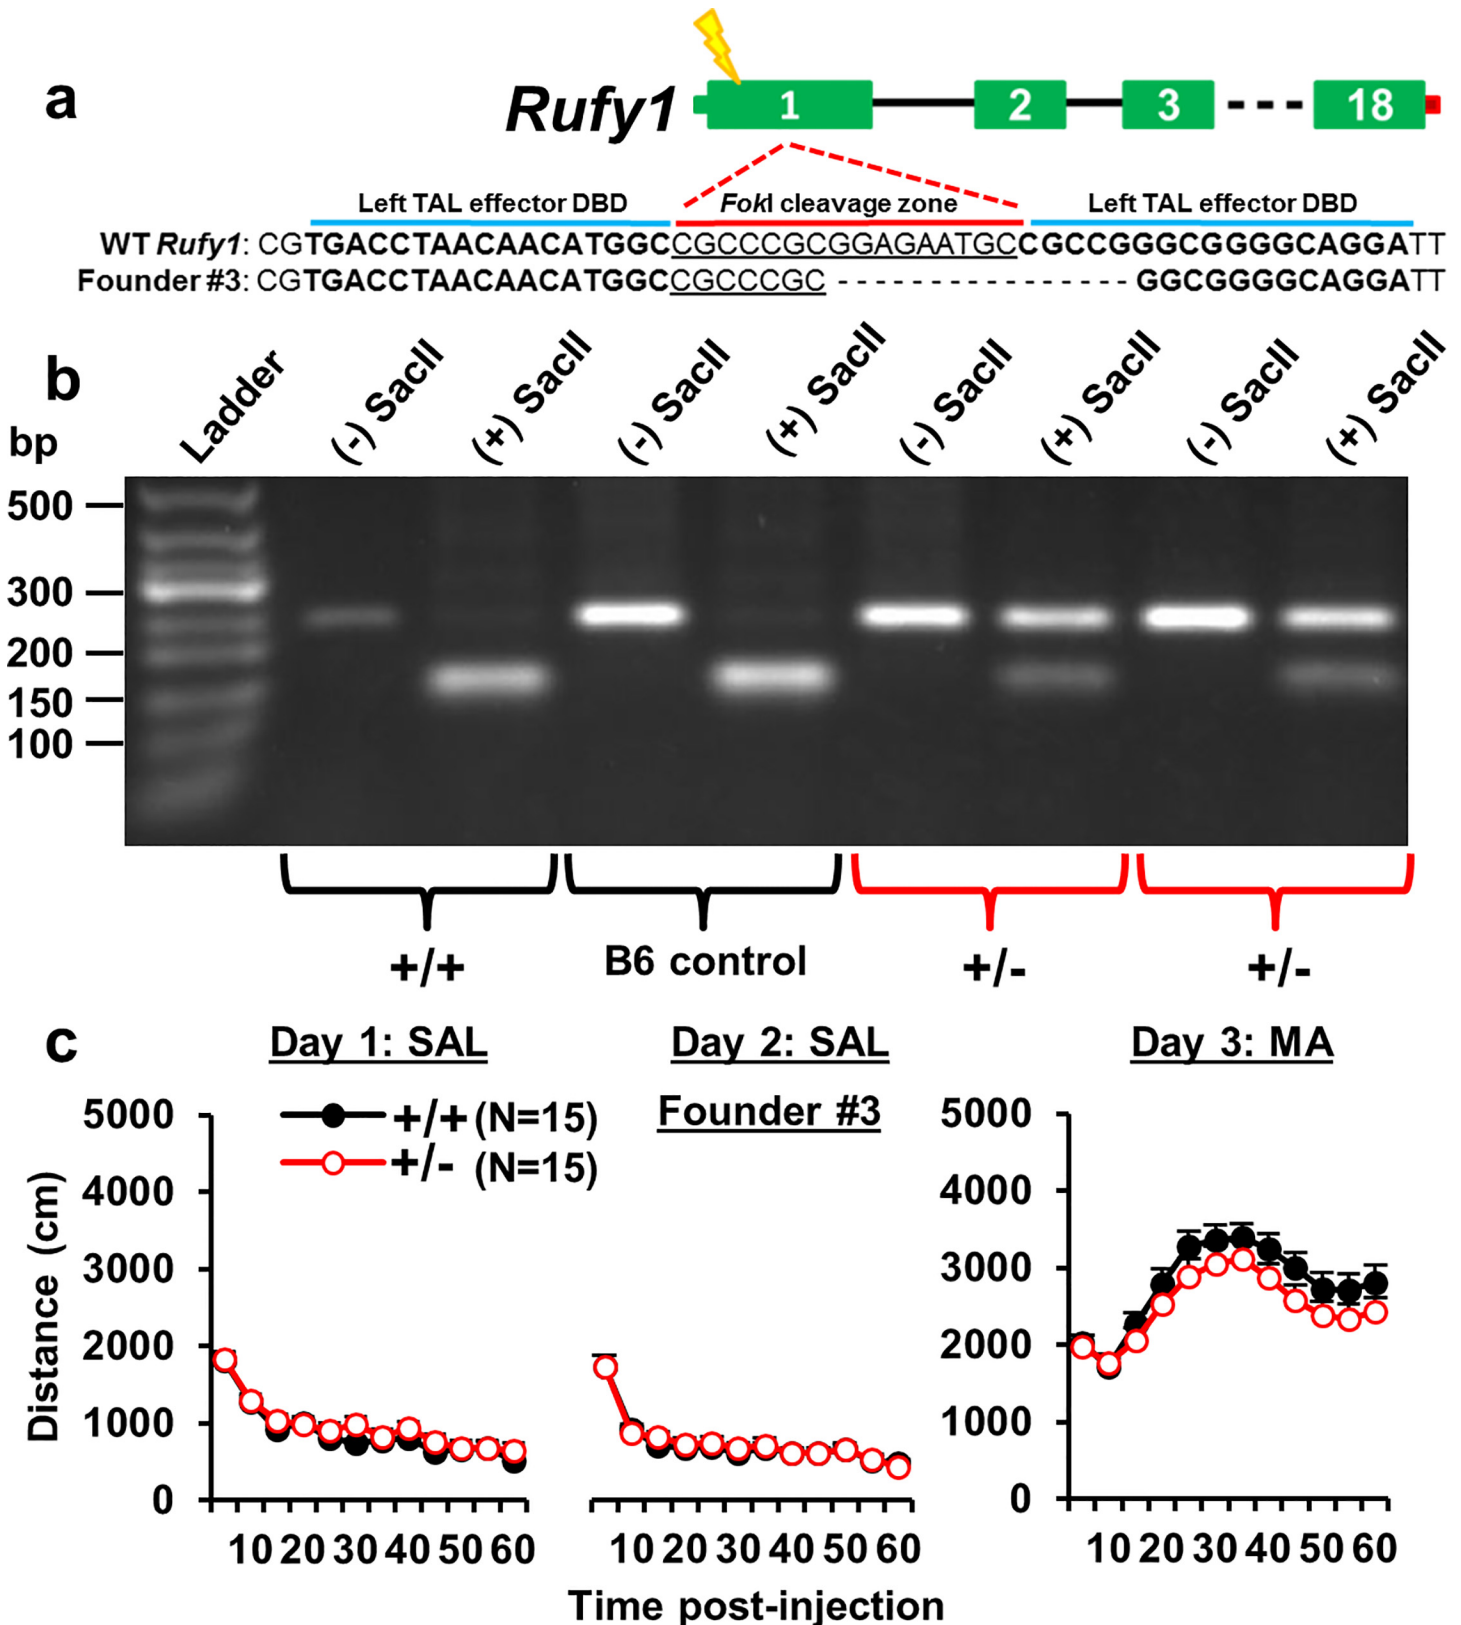 a
Rufy1 1 2 3 18
Left TAL effector DBD FokI cleavage zone Left TAL effector DBD
WT Rufy1: CGTGACCTAACAACATGGCCGCCCGCGGAGAATGCCGCCGGGCGGGGCAGGATT
Founder #3: CGTGACCTAACAACATGGCCGCCCGC - - - - - - - - - - - - - - - - GGCGGGGCAGGATT
b
bp Ladder (-) SacII (+) SacII (-) SacII (+) SacII (-) SacII (+) SacII (-) SacII (+) SacII
500
300
200
150
100
+/+ B6 control +/- +/-
c
Day 1: SAL Day 2: SAL Day 3: MA
Founder #3
+/+ (N=15)
+/- (N=15)
Distance (cm)
5000 5000
4000 4000
3000 3000
2000 2000
1000 1000
0 0
10 20 30 40 50 60 10 20 30 40 50 60 10 20 30 40 50 60
Time post-injection